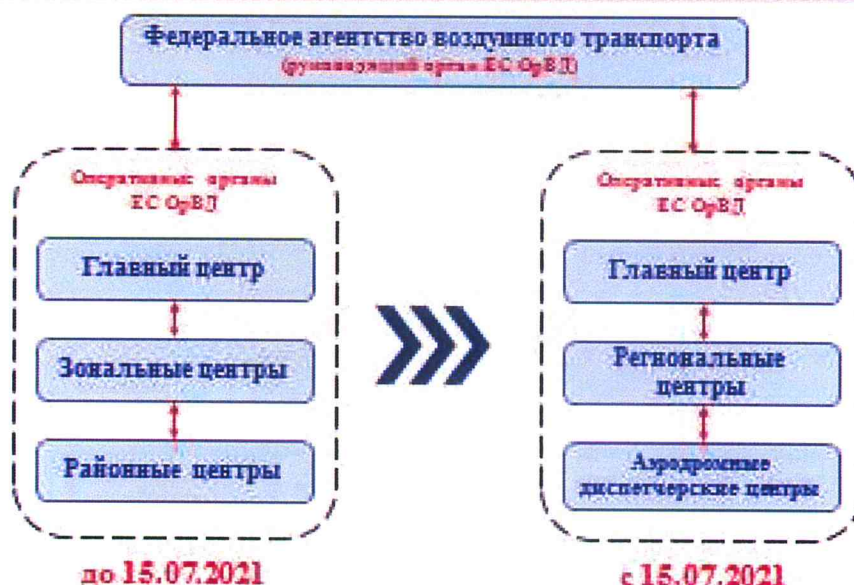 Федеральное агентство воздушного транспорта
орган ЕС ОрВД)
Оперативные органы
ЕС ОрВД
Главный центр
Зональные центры
Районные центры
до 15.07.2021
Оперативные органы
ЕС ОрВД
Главный центр
Региональные
центры
Аэродромные
диспетчерские центры
с 15.07.2021